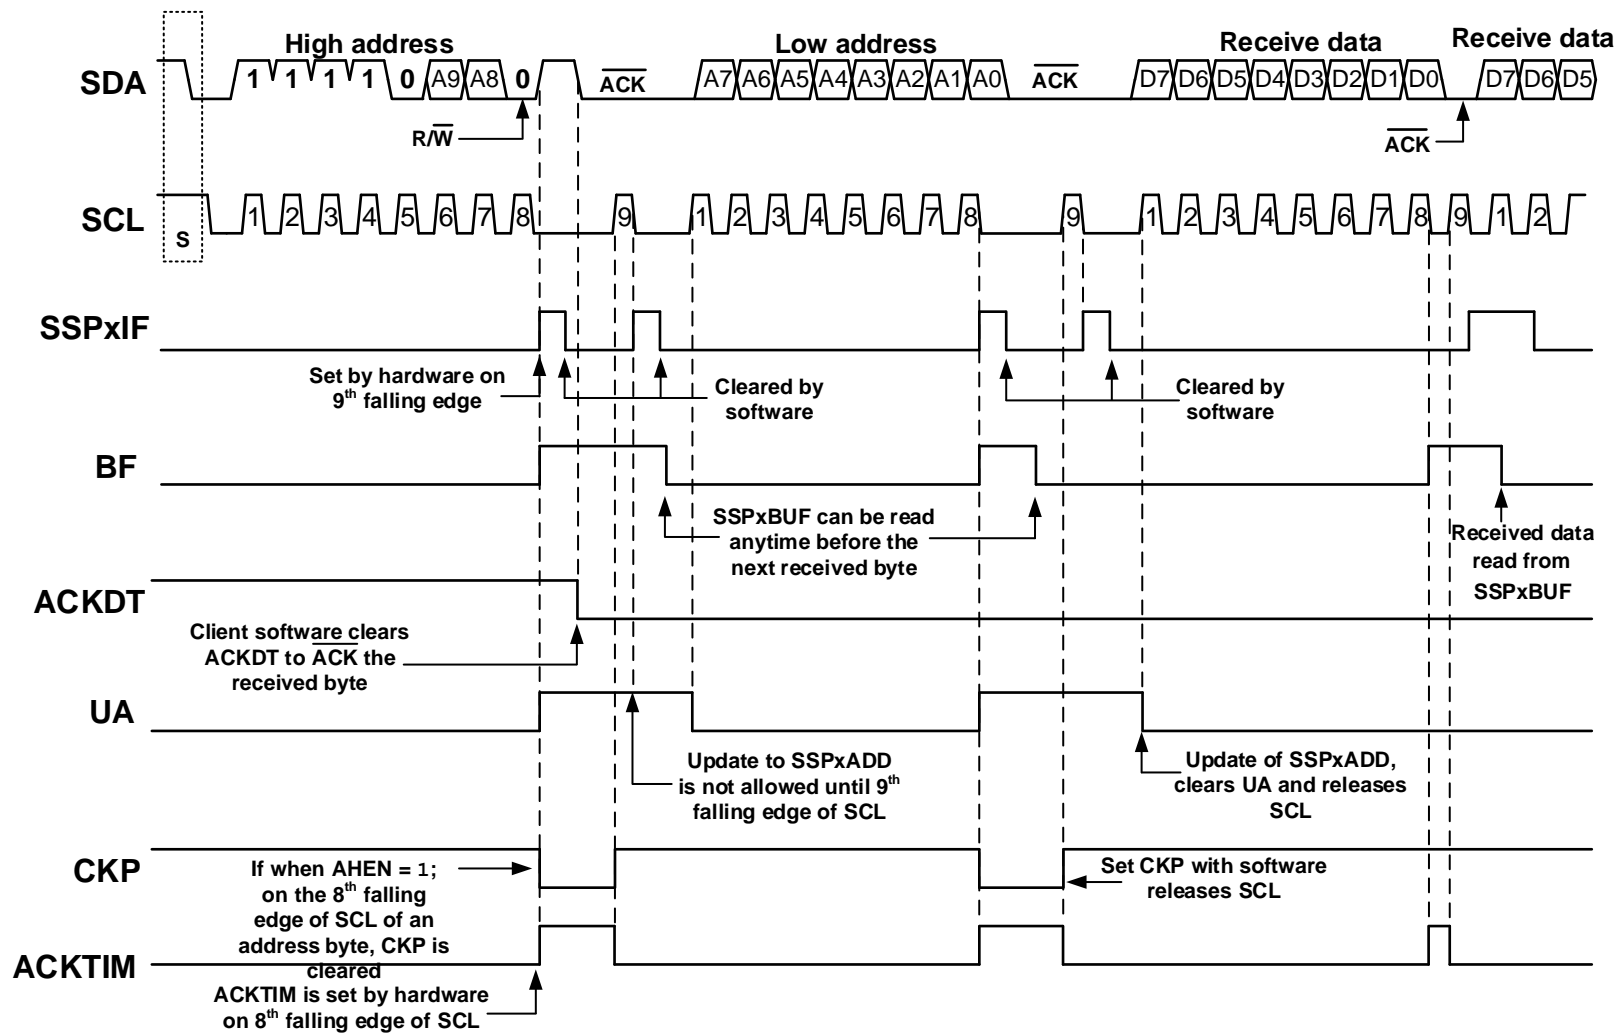 High address
Low address
Receive data
Receive data
SDA
1 1 1 1 0 A9 A8 0
ACK
A7 A6 A5 A4 A3 A2 A1 A0
ACK
D7 D6 D5 D4 D3 D2 D1 D0
D7 D6 D5
R/W
ACK
SCL
S
1 2 3 4 5 6 7 8 9 1 2 3 4 5 6 7 8 9 1 2 3 4 5 6 7 8 9 1 2
SSPxIF
Set by hardware on
9th falling edge
Cleared by
software
Cleared by
software
BF
SSPxBUF can be read
anytime before the
next received byte
Received data
read from
SSPxBUF
ACKDT
Client software clears
ACKDT to ACK the
received byte
UA
Update to SSPxADD
is not allowed until 9th
falling edge of SCL
Update of SSPxADD,
clears UA and releases
SCL
CKP
If when AHEN = 1;
on the 8th falling
edge of SCL of an
address byte, CKP is
cleared
Set CKP with software
releases SCL
ACKTIM
ACKTIM is set by hardware
on 8th falling edge of SCL